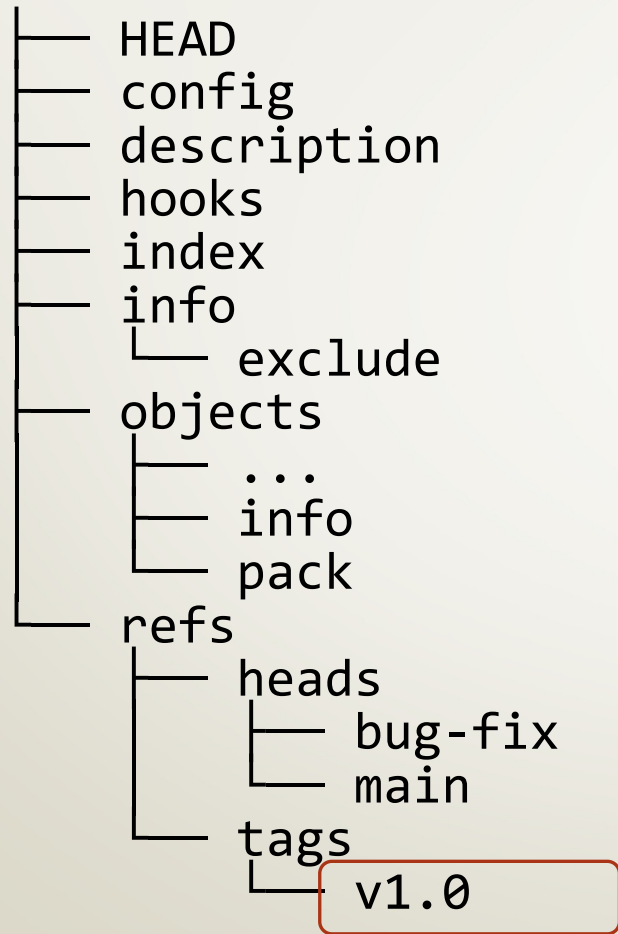 HEAD
config
description
hooks
index
info
exclude
objects
...
info
pack
refs
heads
bug-fix
main
tags
v1.0